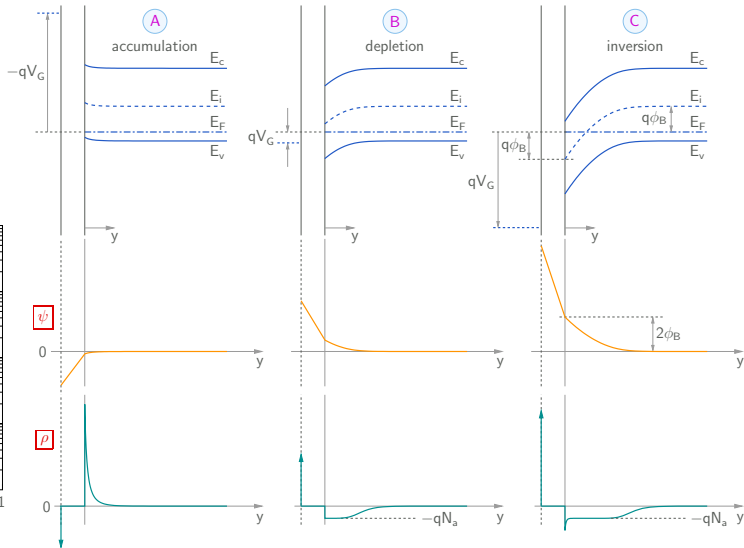 A
B
C
accumulation
depletion
inversion
E_c
E_c
E_c
−qV_G
E_i
E_i
E_i
E_F
E_F
qϕ_B
E_F
qV_G
qϕ_B
E_v
E_v
E_v
qV_G
y
y
y
ψ
2ϕ_B
0
y
y
y
ρ
0
−qN_a
−qN_a
y
y
y
1